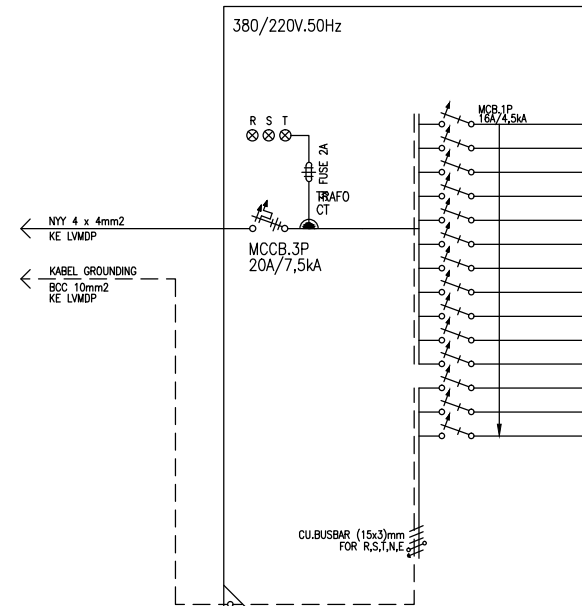 380/220V.50Hz
MCB.1P
16A/4,5kA
R S T
FUSE 2A
TRAFO
CT
NYY 4 x 4mm2
KE LVMDP
MCCB.3P
20A/7,5kA
KABEL GROUNDING
BCC 10mm2
KE LVMDP
CU.BUSBAR (15x3)mm
FOR R,S,T,N,E